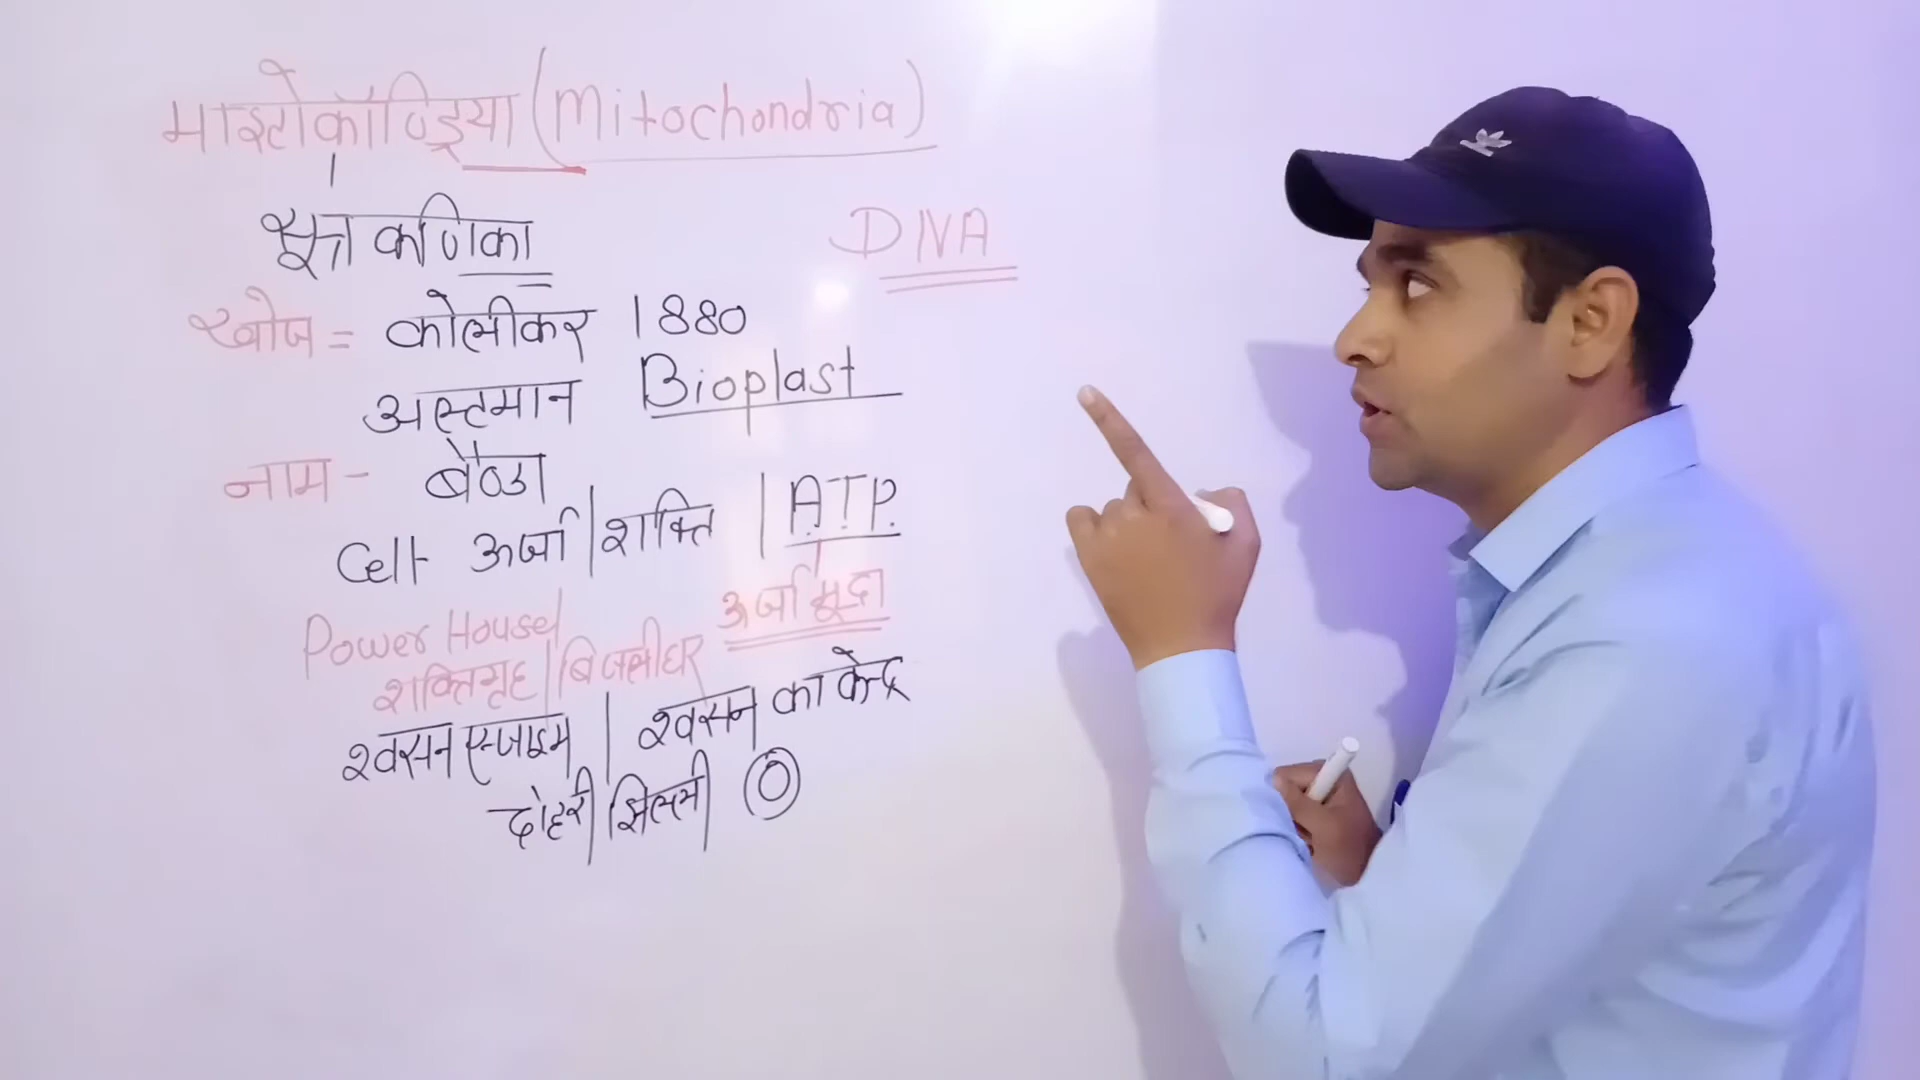 माइटोकॉण्ड्रिया (Mitochondria)
सूत्र कणिका
DNA
खोज = कोलीकर 1880
अल्टमान Bioplast
नाम - बेण्डा
Cell- ऊर्जा | शक्ति | A.T.P.
ऊर्जा मुद्रा
Power House |
शक्तिगृह | बिजलीघर
श्वसन एन्जाइम | श्वसन का केन्द्र
दोहरी झिल्ली